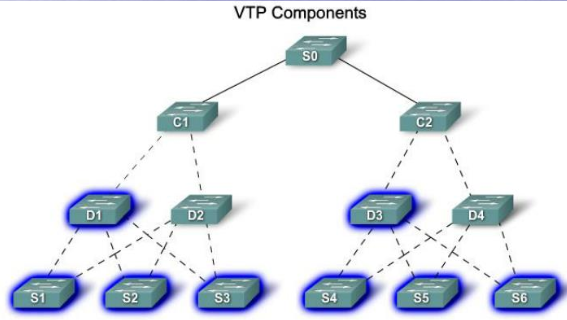 VTP Components
S0
C1 C2
D1 D2 D3 D4
S1 S2 S3 S4 S5 S6